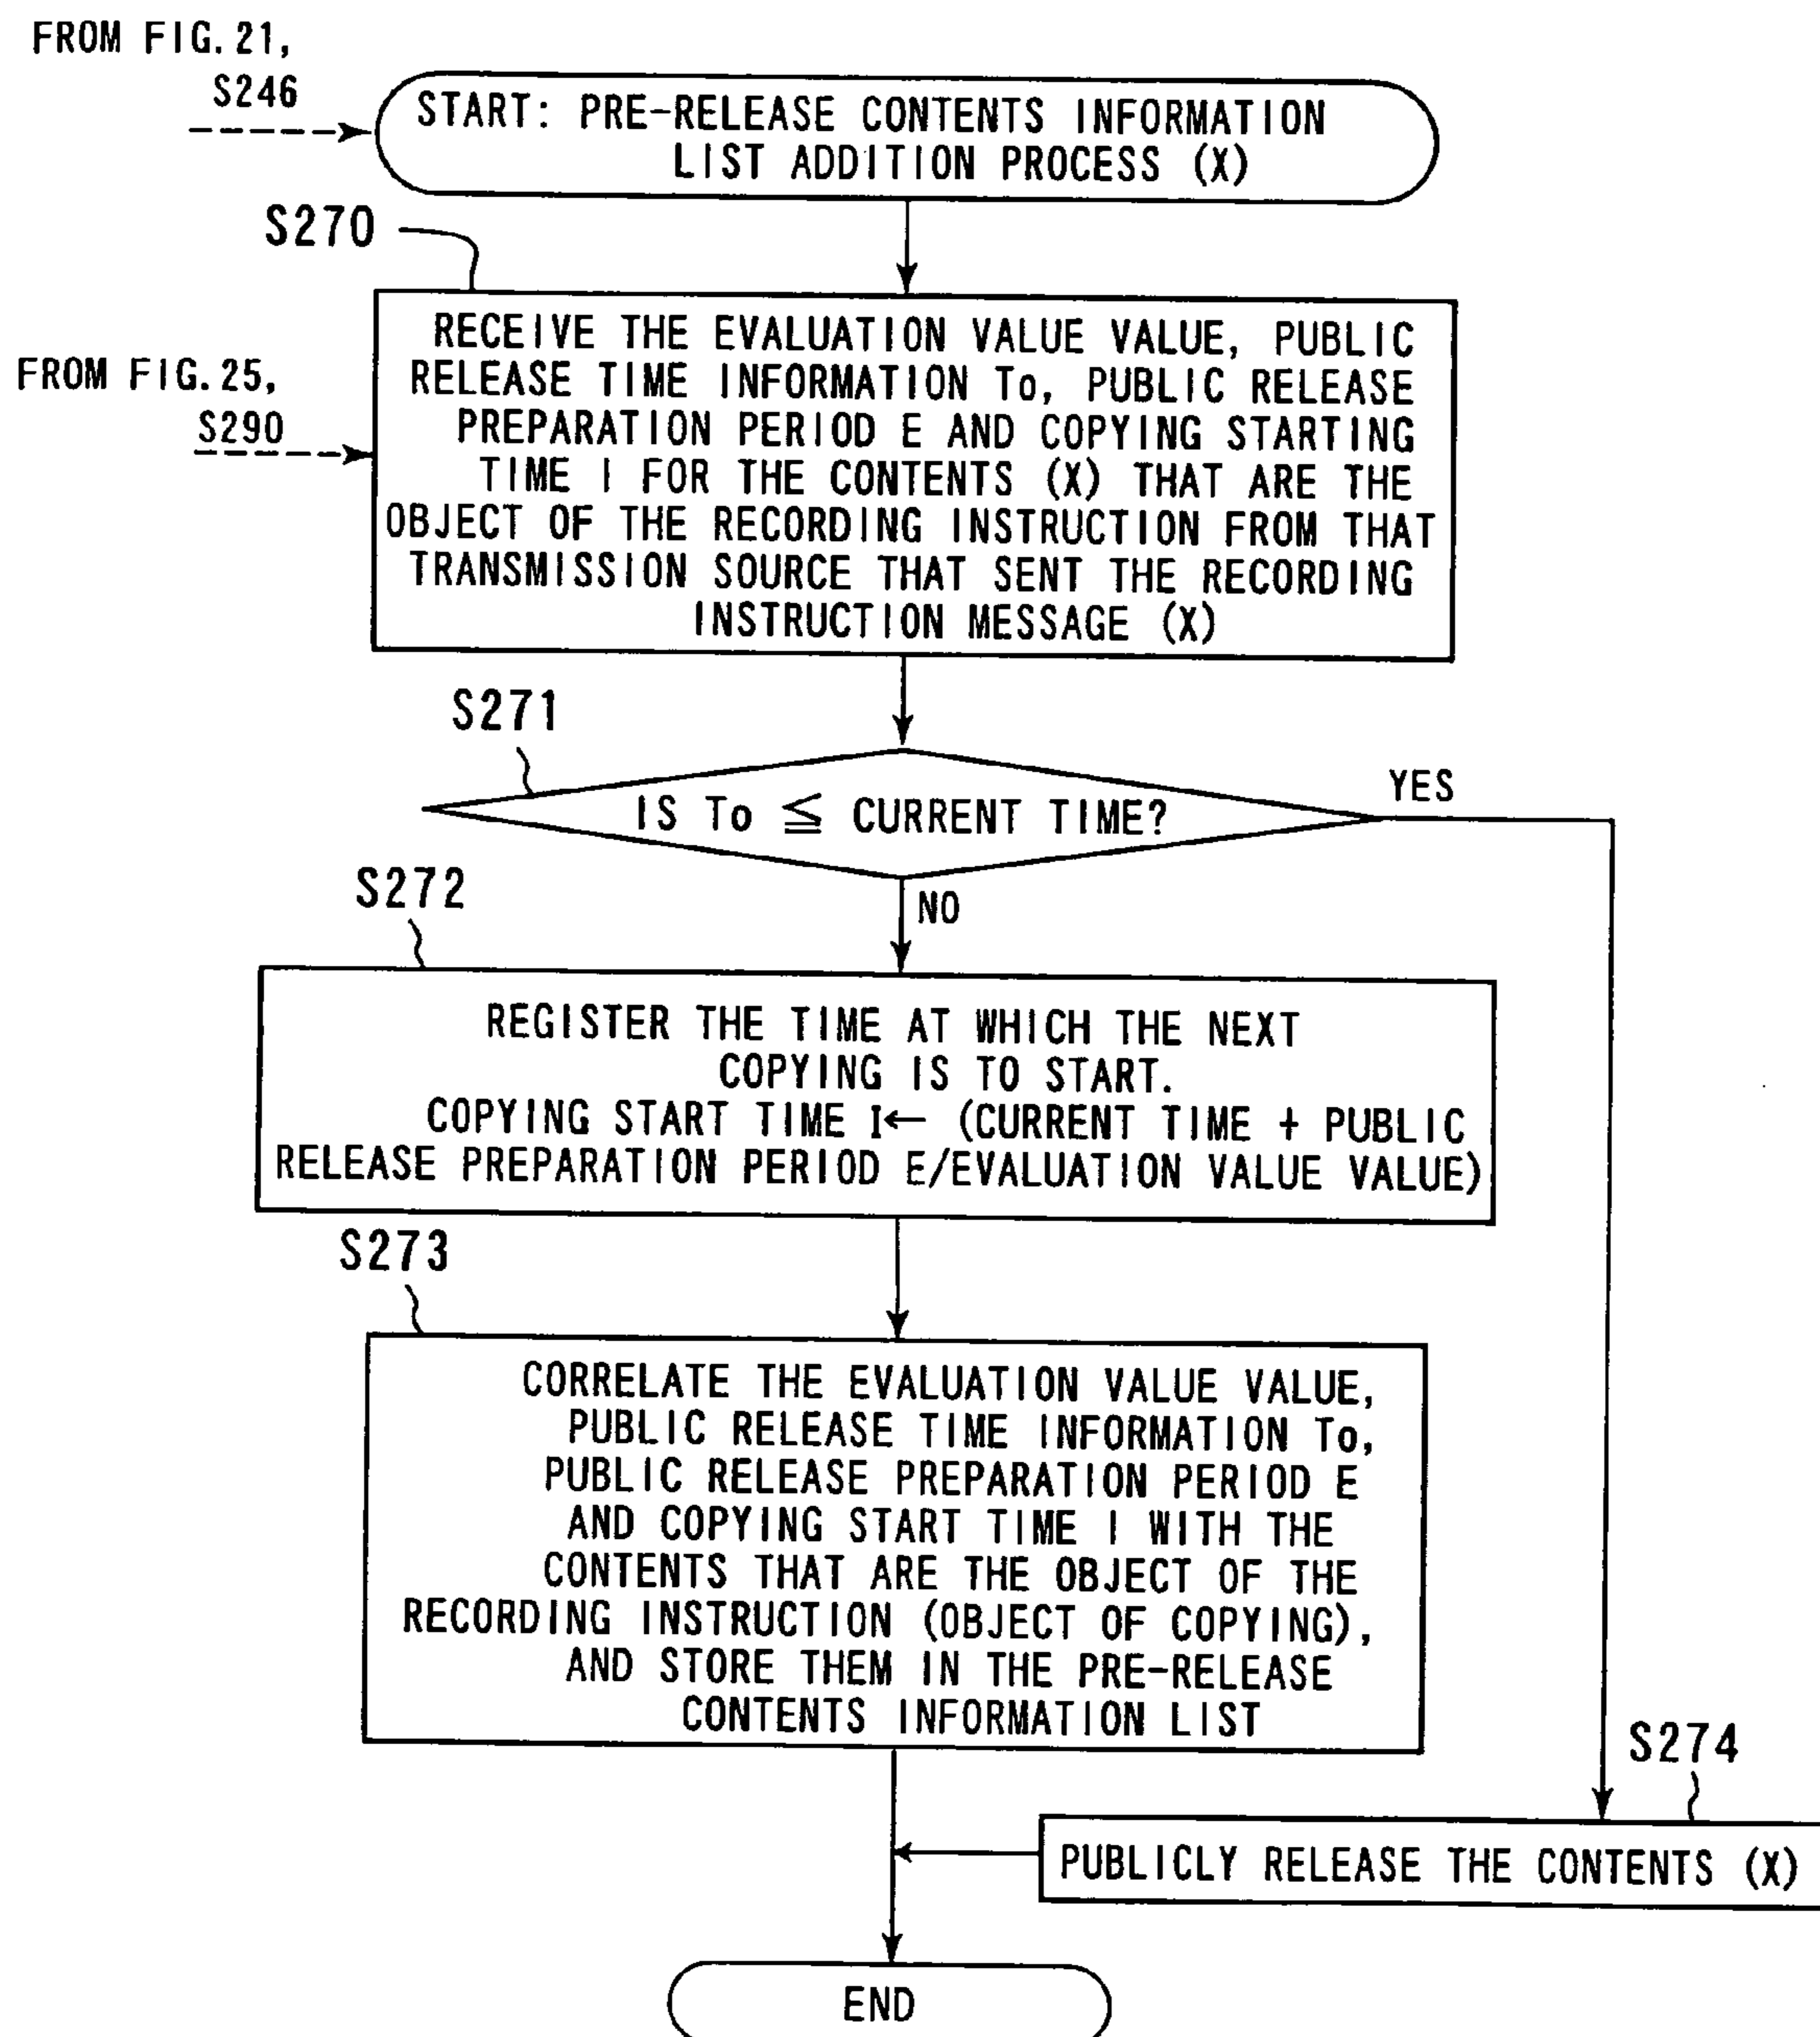 FROM FIG. 21,
S246
START: PRE-RELEASE CONTENTS INFORMATION
LIST ADDITION PROCESS (X)
S270
RECEIVE THE EVALUATION VALUE VALUE, PUBLIC
RELEASE TIME INFORMATION To, PUBLIC RELEASE
PREPARATION PERIOD E AND COPYING STARTING
TIME I FOR THE CONTENTS (X) THAT ARE THE
OBJECT OF THE RECORDING INSTRUCTION FROM THAT
TRANSMISSION SOURCE THAT SENT THE RECORDING
INSTRUCTION MESSAGE (X)
FROM FIG. 25,
S290
S271
IS To ≦ CURRENT TIME?
YES
NO
S272
REGISTER THE TIME AT WHICH THE NEXT
COPYING IS TO START.
COPYING START TIME I← (CURRENT TIME + PUBLIC
RELEASE PREPARATION PERIOD E/EVALUATION VALUE VALUE)
S273
CORRELATE THE EVALUATION VALUE VALUE,
PUBLIC RELEASE TIME INFORMATION To,
PUBLIC RELEASE PREPARATION PERIOD E
AND COPYING START TIME I WITH THE
CONTENTS THAT ARE THE OBJECT OF THE
RECORDING INSTRUCTION (OBJECT OF COPYING),
AND STORE THEM IN THE PRE-RELEASE
CONTENTS INFORMATION LIST
S274
PUBLICLY RELEASE THE CONTENTS (X)
END